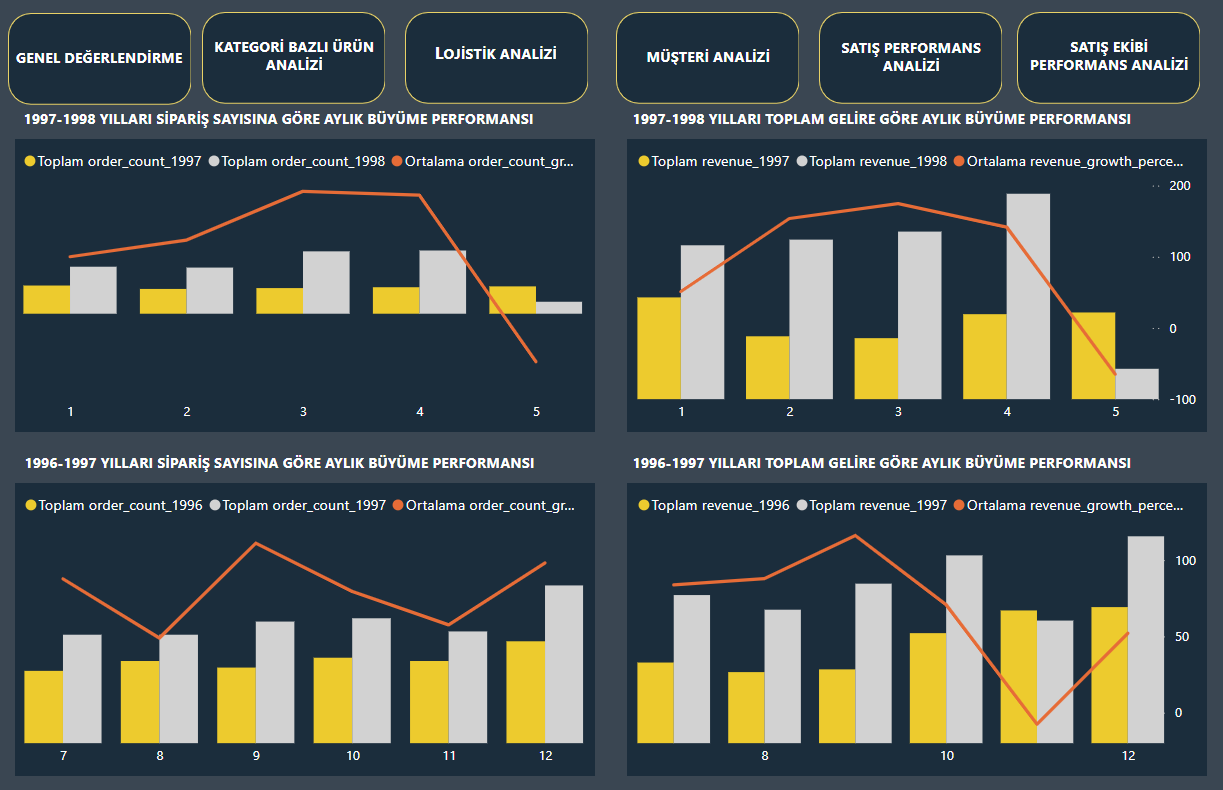 GENEL DEĞERLENDİRME
KATEGORİ BAZLI ÜRÜN
ANALİZİ
LOJİSTİK ANALİZİ
MÜŞTERİ ANALİZİ
SATIŞ PERFORMANS
ANALİZİ
SATIŞ EKİBİ
PERFORMANS ANALİZİ
1997-1998 YILLARI SİPARİŞ SAYISINA GÖRE AYLIK BÜYÜME PERFORMANSI
Toplam order_count_1997 Toplam order_count_1998 Ortalama order_count_gr...
1 2 3 4 5
1997-1998 YILLARI TOPLAM GELİRE GÖRE AYLIK BÜYÜME PERFORMANSI
Toplam revenue_1997 Toplam revenue_1998 Ortalama revenue_growth_perce...
200
100
0
-100
1 2 3 4 5
1996-1997 YILLARI SİPARİŞ SAYISINA GÖRE AYLIK BÜYÜME PERFORMANSI
Toplam order_count_1996 Toplam order_count_1997 Ortalama order_count_gr...
7 8 9 10 11 12
1996-1997 YILLARI TOPLAM GELİRE GÖRE AYLIK BÜYÜME PERFORMANSI
Toplam revenue_1996 Toplam revenue_1997 Ortalama revenue_growth_perce...
100
50
0
8 10 12